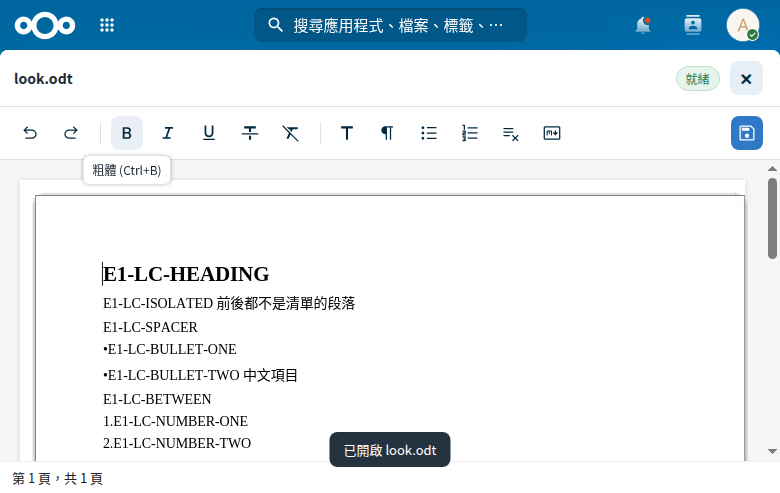 搜尋應用程式、檔案、標籤、…
A
look.odt
就緒
粗體 (Ctrl+B)
E1-LC-HEADING
E1-LC-ISOLATED 前後都不是清單的段落
E1-LC-SPACER
•E1-LC-BULLET-ONE
•E1-LC-BULLET-TWO 中文項目
E1-LC-BETWEEN
1.E1-LC-NUMBER-ONE
2.E1-LC-NUMBER-TWO
已開啟 look.odt
第 1 頁，共 1 頁